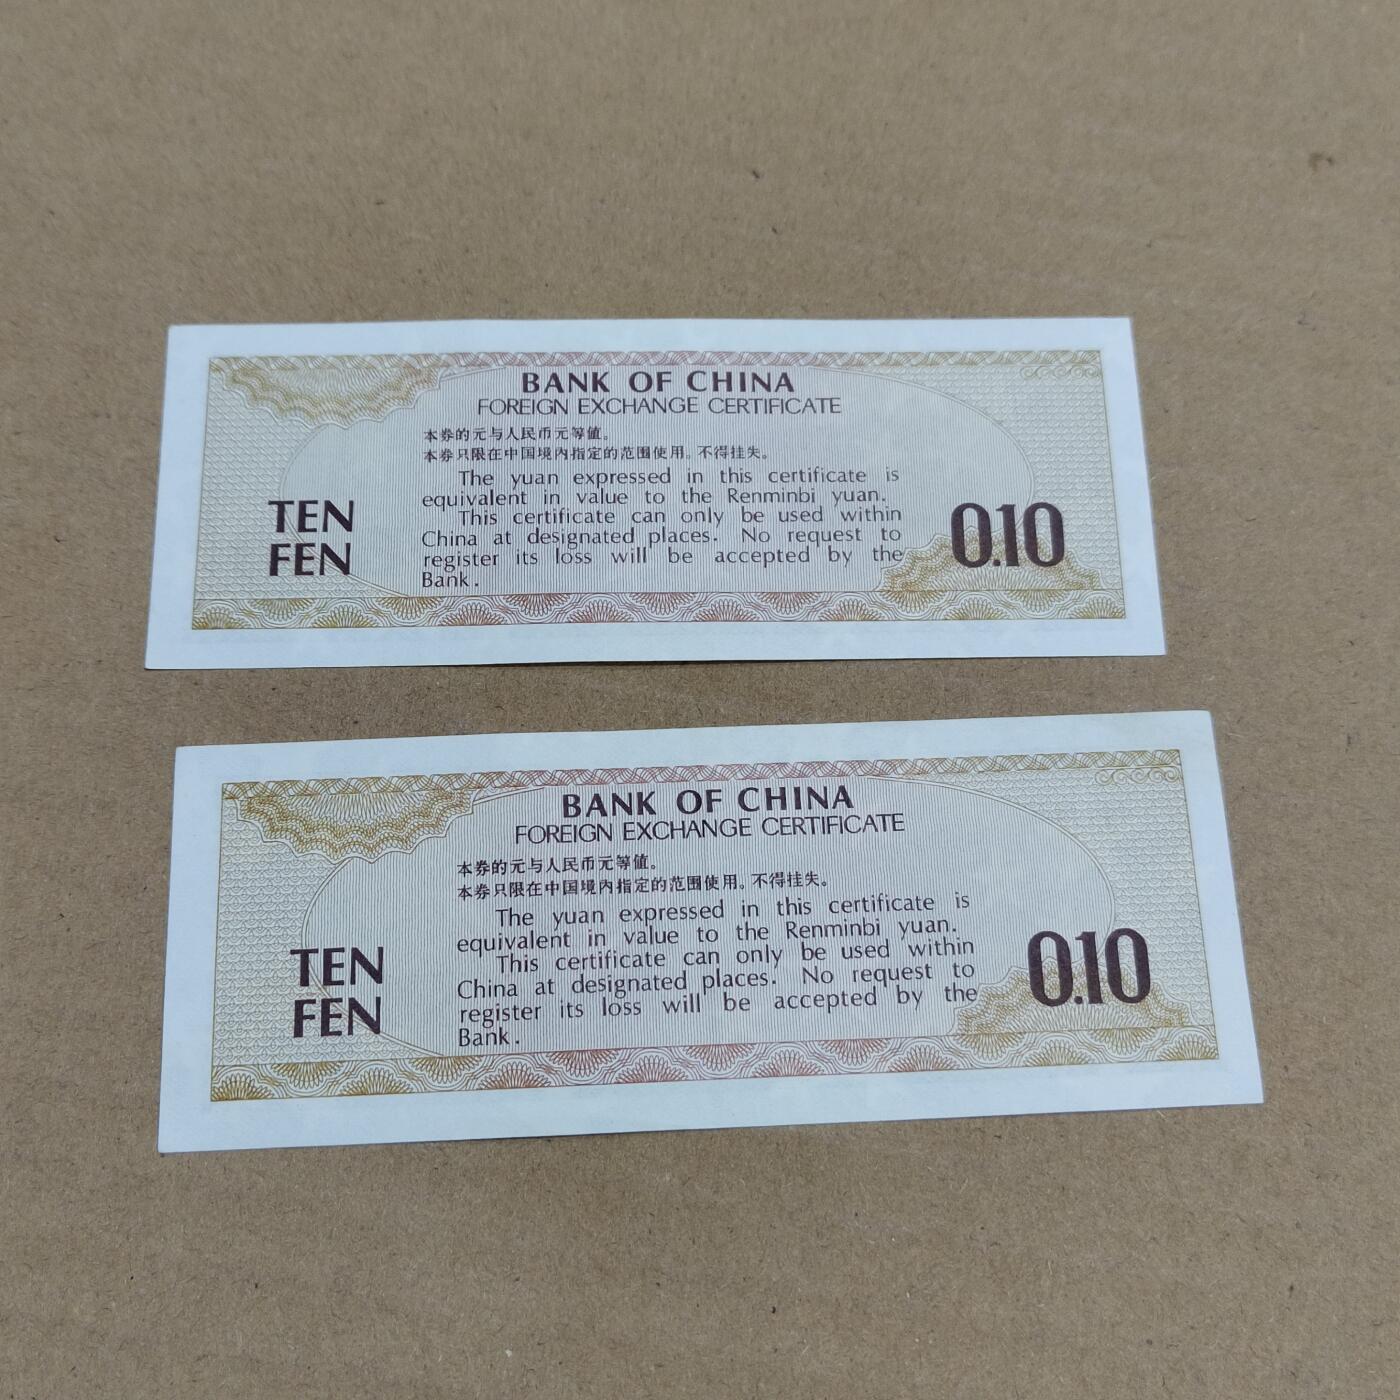 BANK OF CHINA
FOREIGN EXCHANGE CERTIFICATE
本券的元与人民币元等值。
本券只限在中国境内指定的范围使用。不得挂失。
The yuan expressed in this certificate is
equivalent in value to the Renminbi yuan.
This certificate can only be used within
China at designated places. No request to
register its loss will be accepted by the
Bank.
TEN
FEN
0.10
BANK OF CHINA
FOREIGN EXCHANGE CERTIFICATE
本券的元与人民币元等值。
本券只限在中国境内指定的范围使用。不得挂失。
The yuan expressed in this certificate is
equivalent in value to the Renminbi yuan.
This certificate can only be used within
China at designated places. No request to
register its loss will be accepted by the
Bank.
TEN
FEN
0.10